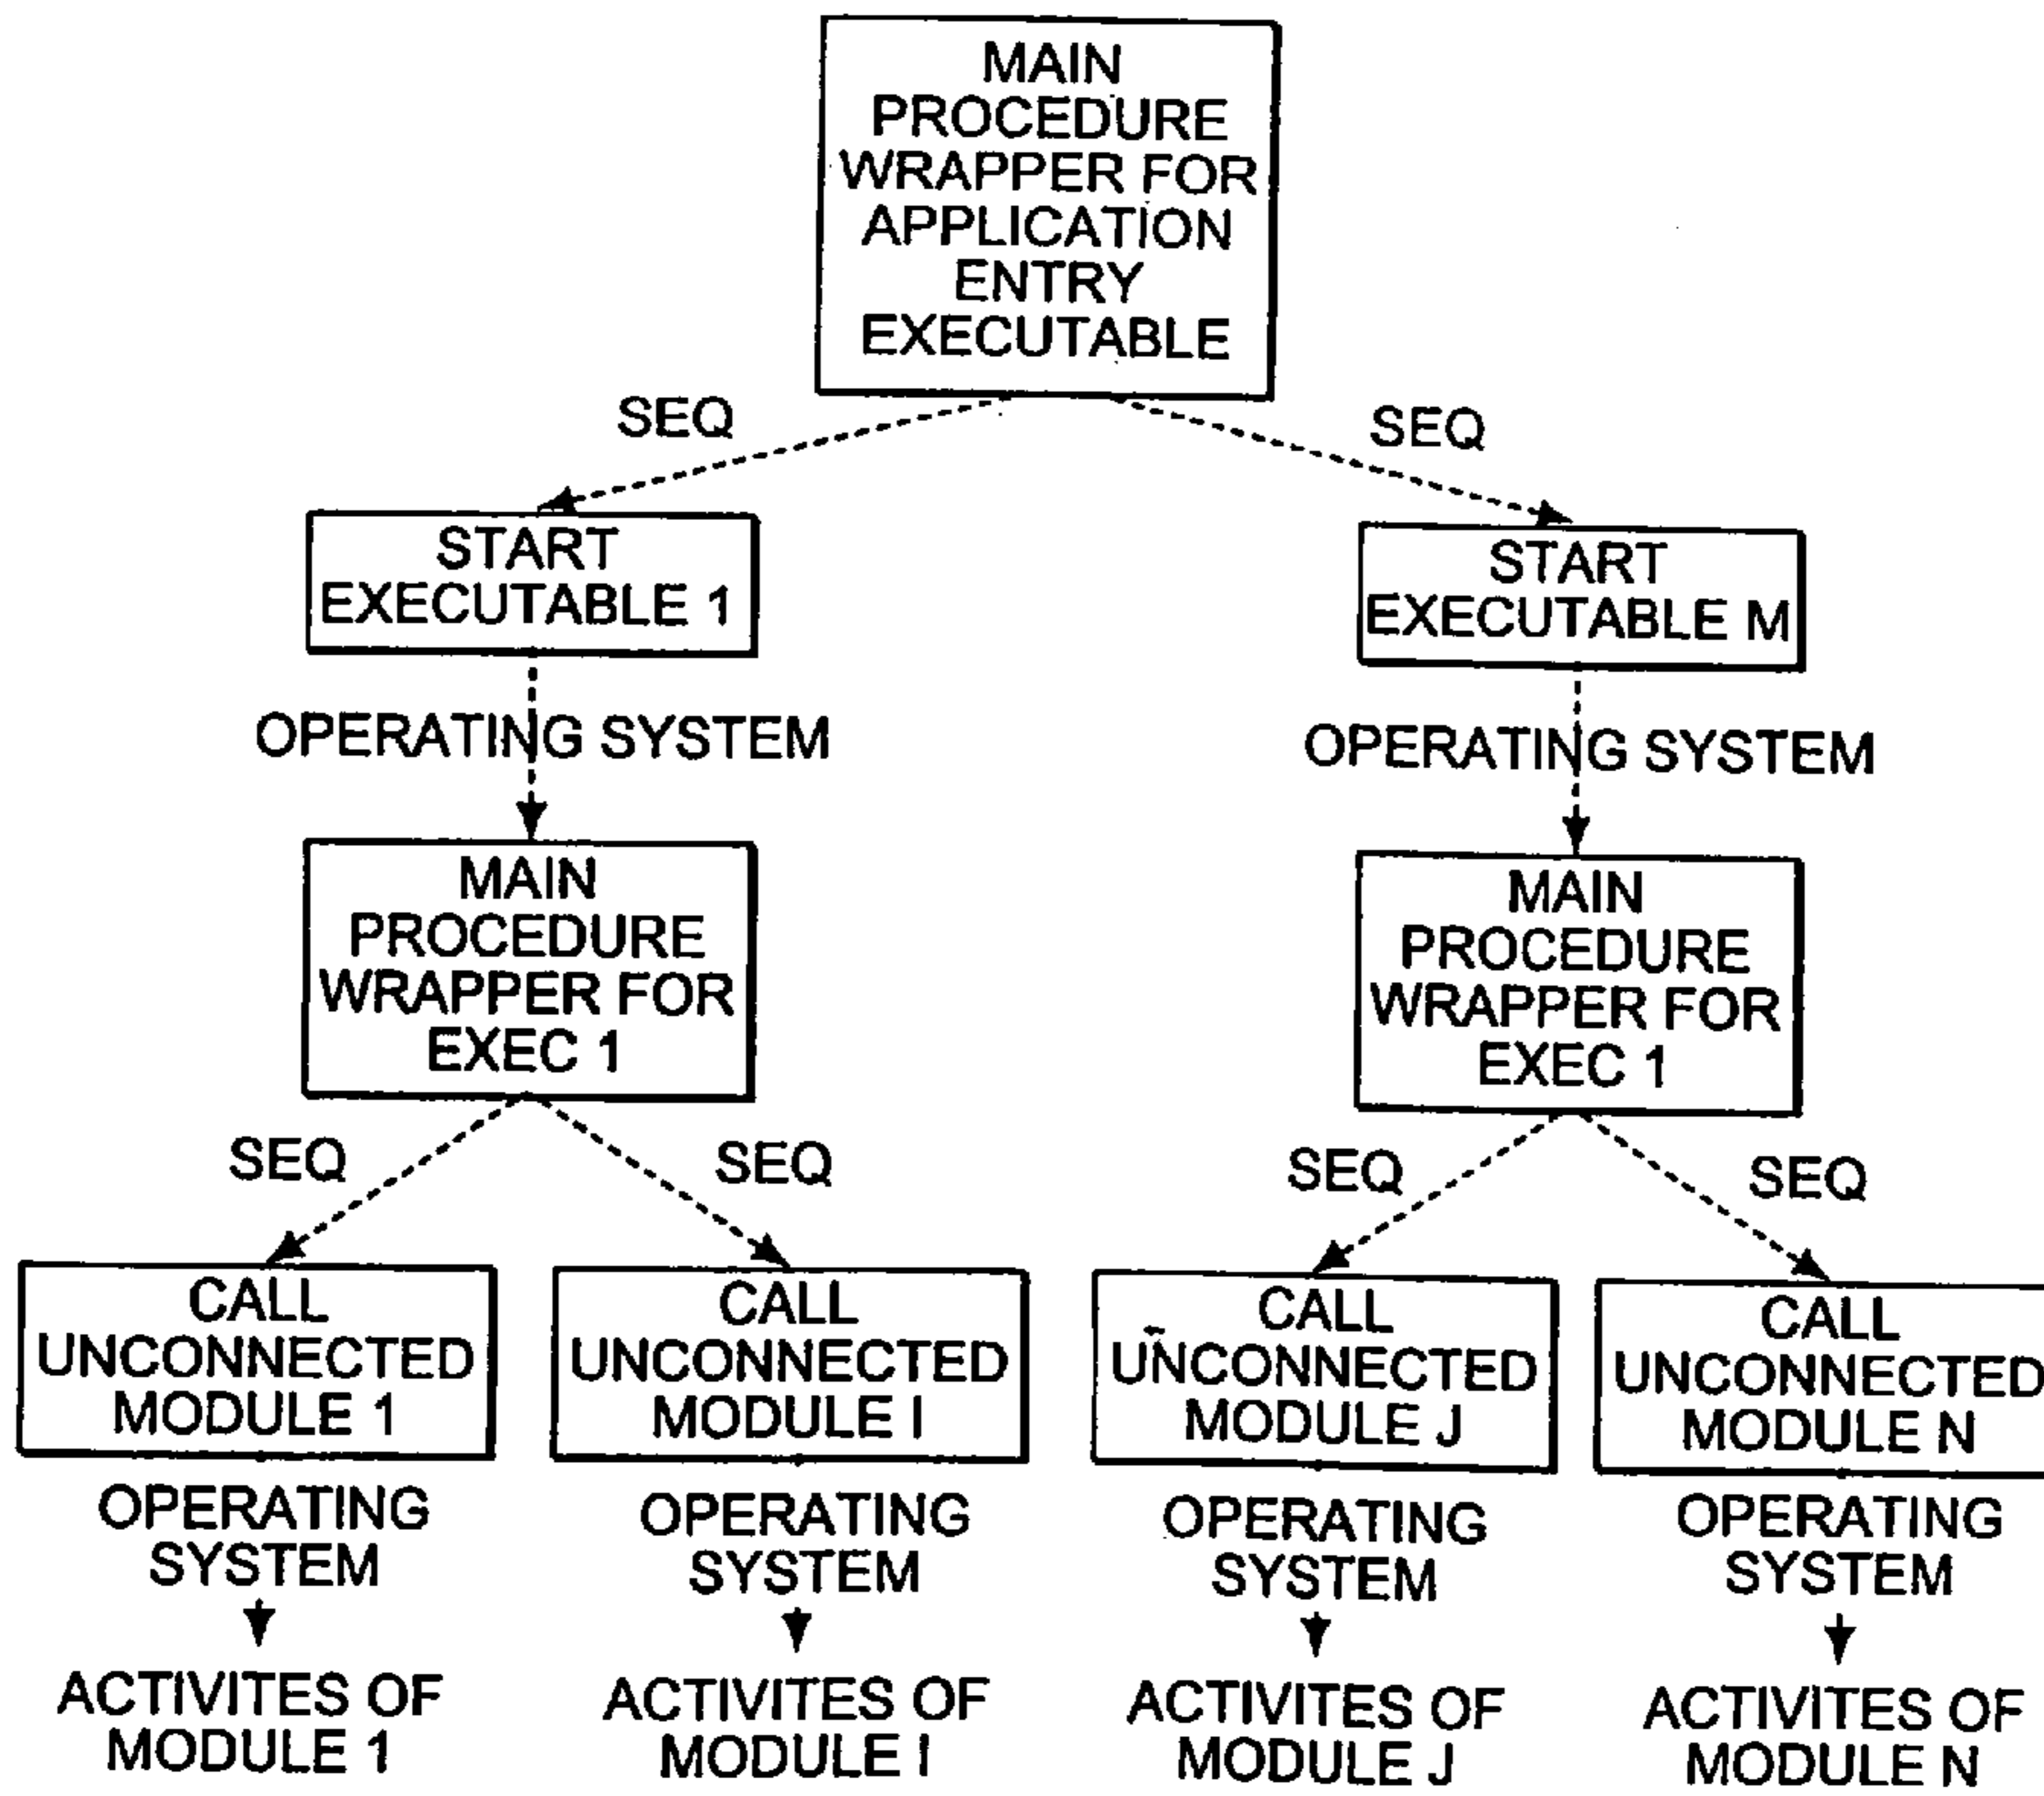 MAIN
PROCEDURE
WRAPPER FOR
APPLICATION
ENTRY
EXECUTABLE
SEQ
SEQ
START
EXECUTABLE 1
START
EXECUTABLE M
OPERATING SYSTEM
OPERATING SYSTEM
MAIN
PROCEDURE
WRAPPER FOR
EXEC 1
MAIN
PROCEDURE
WRAPPER FOR
EXEC 1
SEQ
SEQ
SEQ
SEQ
CALL
UNCONNECTED
MODULE 1
CALL
UNCONNECTED
MODULE I
CALL
UNCONNECTED
MODULE J
CALL
UNCONNECTED
MODULE N
OPERATING
SYSTEM
OPERATING
SYSTEM
OPERATING
SYSTEM
OPERATING
SYSTEM
ACTIVITES OF
MODULE 1
ACTIVITES OF
MODULE I
ACTIVITES OF
MODULE J
ACTIVITES OF
MODULE N